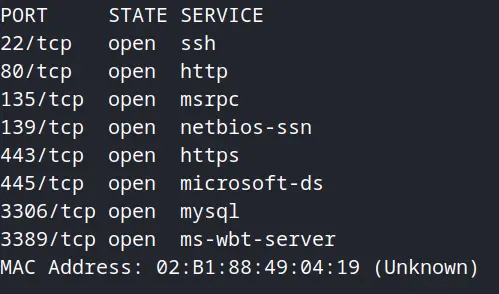 PORT     STATE SERVICE
22/tcp   open  ssh
80/tcp   open  http
135/tcp  open  msrpc
139/tcp  open  netbios-ssn
443/tcp  open  https
445/tcp  open  microsoft-ds
3306/tcp open  mysql
3389/tcp open  ms-wbt-server
MAC Address: 02:B1:88:49:04:19 (Unknown)